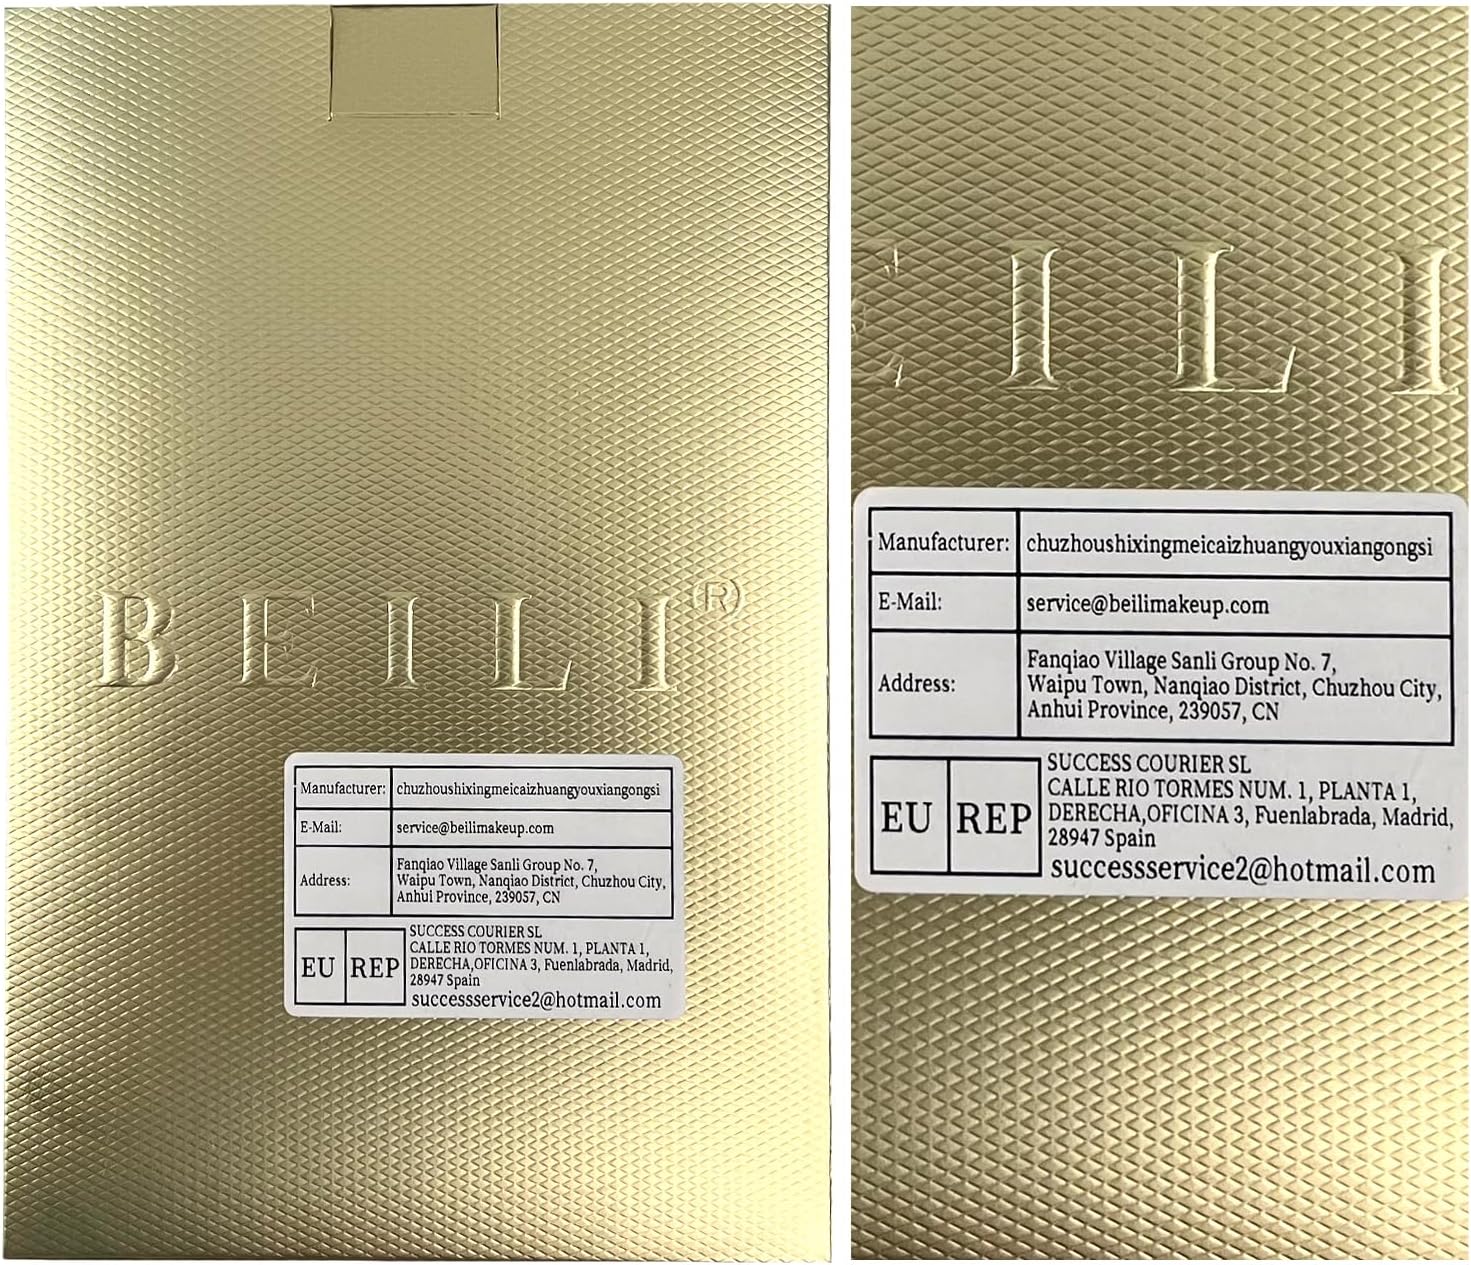 BEILI®
Manufacturer: chuzhoushixingmeicaizhuangyouxiangongsi
E-Mail: service@beilimakeup.com
Address: Fanqiao Village Sanli Group No. 7,
Waipu Town, Nanqiao District, Chuzhou City,
Anhui Province, 239057, CN
EU REP
SUCCESS COURIER SL
CALLE RIO TORMES NUM. 1, PLANTA 1,
DERECHA,OFICINA 3, Fuenlabrada, Madrid,
28947 Spain
successservice2@hotmail.com
EILI
Manufacturer: chuzhoushixingmeicaizhuangyouxiangongsi
E-Mail: service@beilimakeup.com
Address: Fanqiao Village Sanli Group No. 7,
Waipu Town, Nanqiao District, Chuzhou City,
Anhui Province, 239057, CN
EU REP
SUCCESS COURIER SL
CALLE RIO TORMES NUM. 1, PLANTA 1,
DERECHA,OFICINA 3, Fuenlabrada, Madrid,
28947 Spain
successservice2@hotmail.com